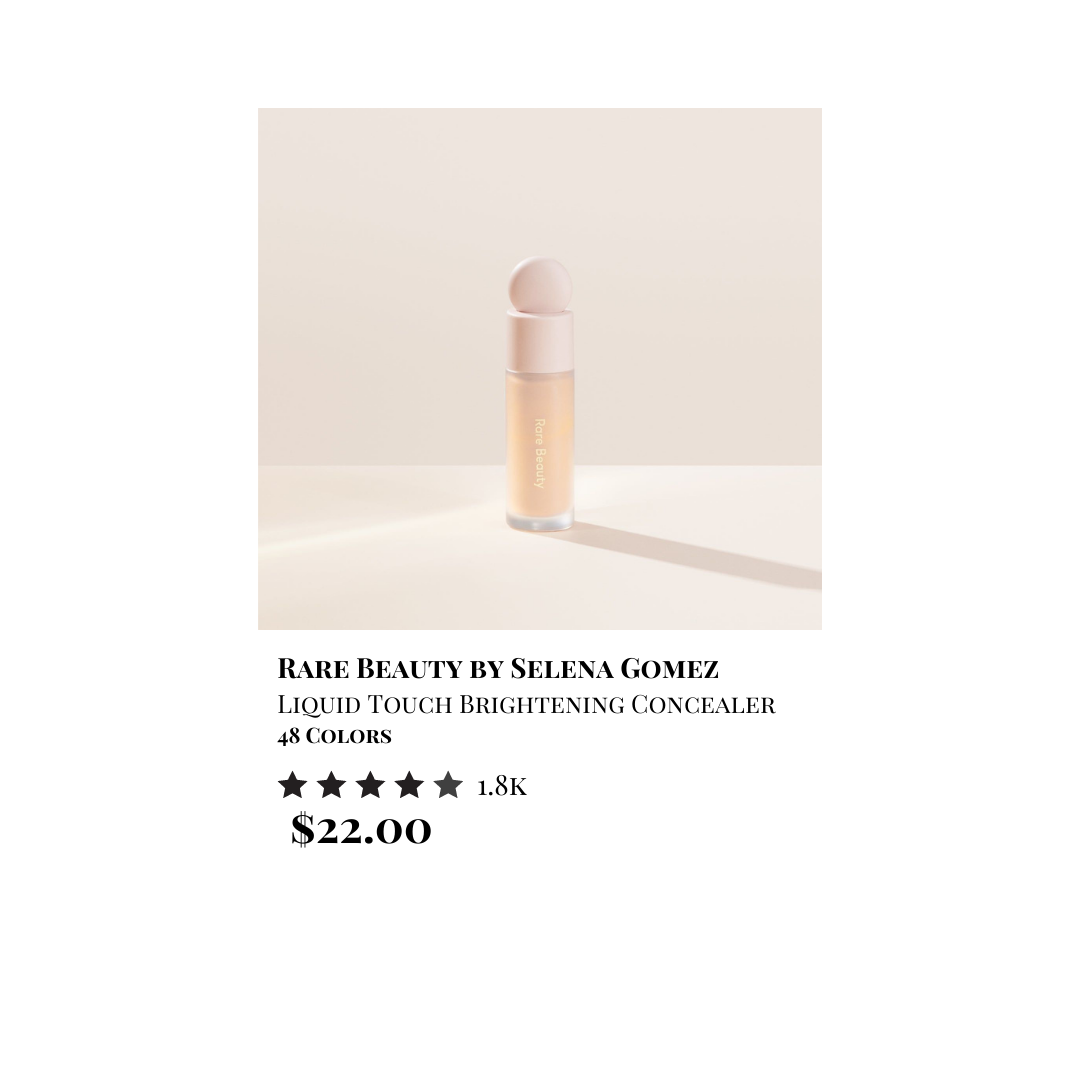 Rare Beauty
Rare Beauty by Selena Gomez
Liquid Touch Brightening Concealer
48 Colors
1.8K
$22.00